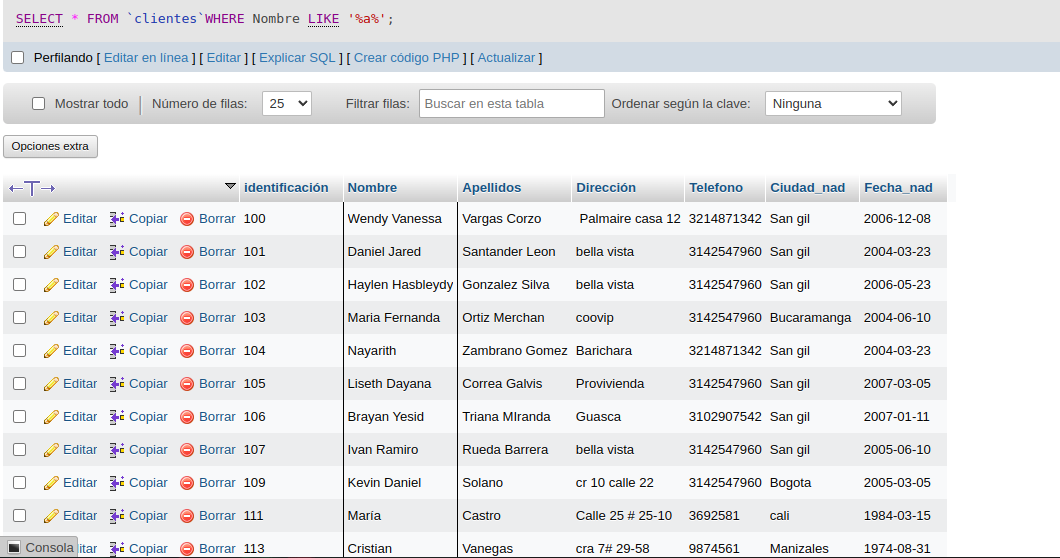 SELECT * FROM `clientes`WHERE Nombre LIKE '%a%';
Perfilando [ Editar en línea ] [ Editar ] [ Explicar SQL ] [ Crear código PHP ] [ Actualizar ]
Mostrar todo Número de filas: 25 Filtrar filas: Buscar en esta tabla Ordenar según la clave: Ninguna
Opciones extra
←T→ identificación Nombre Apellidos Dirección Telefono Ciudad_nad Fecha_nad
Editar Copiar Borrar 100 Wendy Vanessa Vargas Corzo Palmaire casa 12 3214871342 San gil 2006-12-08
Editar Copiar Borrar 101 Daniel Jared Santander Leon bella vista 3142547960 San gil 2004-03-23
Editar Copiar Borrar 102 Haylen Hasbleydy Gonzalez Silva bella vista 3142547960 San gil 2006-05-23
Editar Copiar Borrar 103 Maria Fernanda Ortiz Merchan coovip 3142547960 Bucaramanga 2004-06-10
Editar Copiar Borrar 104 Nayarith Zambrano Gomez Barichara 3214871342 San gil 2004-03-23
Editar Copiar Borrar 105 Liseth Dayana Correa Galvis Provivienda 3142547960 San gil 2007-03-05
Editar Copiar Borrar 106 Brayan Yesid Triana MIranda Guasca 3102907542 San gil 2007-01-11
Editar Copiar Borrar 107 Ivan Ramiro Rueda Barrera bella vista 3142547960 San gil 2005-06-10
Editar Copiar Borrar 109 Kevin Daniel Solano cr 10 calle 22 3142547960 Bogota 2005-03-05
Editar Copiar Borrar 111 María Castro Calle 25 # 25-10 3692581 cali 1984-03-15
Consola itar Copiar Borrar 113 Cristian Vanegas cra 7# 29-58 9874561 Manizales 1974-08-31